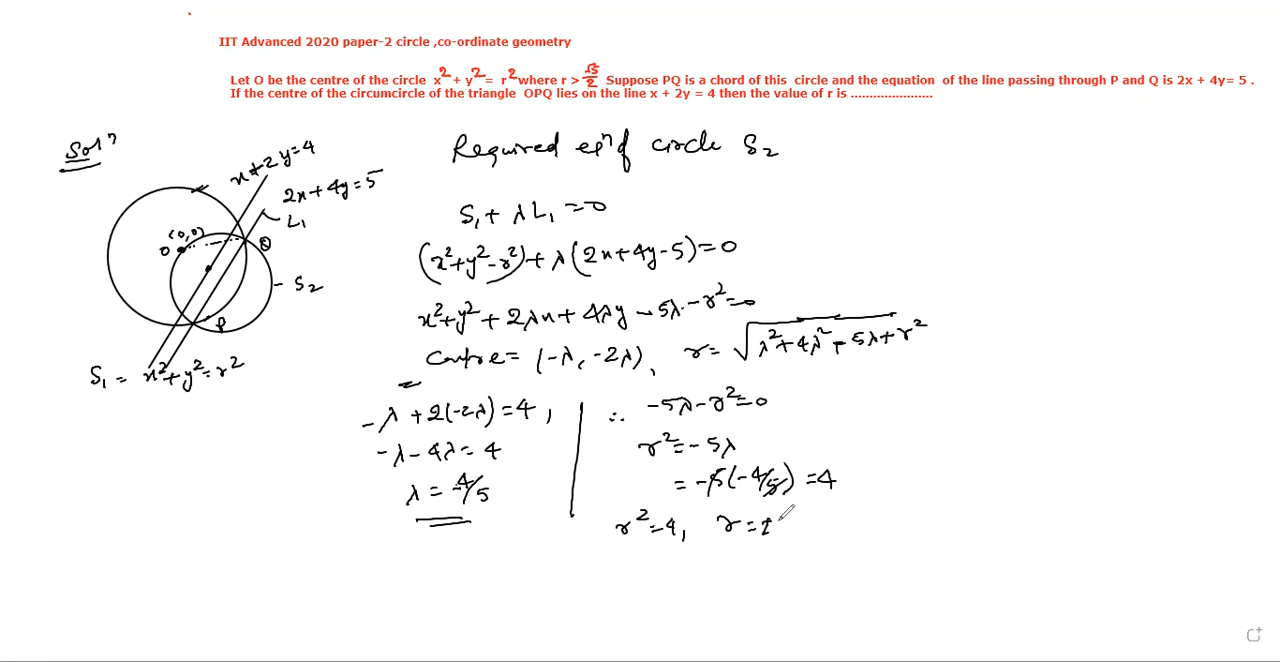 IIT Advanced 2020 paper-2 circle ,co-ordinate geometry
Let O be the centre of the circle x² + y² = r² where r > √5/2 Suppose PQ is a chord of this circle and the equation of the line passing through P and Q is 2x + 4y= 5 .
If the centre of the circumcircle of the triangle OPQ lies on the line x + 2y = 4 then the value of r is ......................
Solⁿ
x+2y=4
2x+4y=5
L₁
(0,0)
O
Q
S₂
P
S₁ = x²+y²=r²
Required eqⁿ of circle S₂
S₁ + λL₁ = 0
(x²+y²-r²)+λ(2x+4y-5)=0
x²+y²+2λx+4λy-5λ-r²=0
Centre = (-λ, -2λ), r = √λ²+4λ²+5λ+r²
-λ+2(-2λ)=4,
-λ-4λ=4
λ = -4/5
∴ -5λ-r²=0
r²=-5λ
= -5(-4/5) = 4
r²=4, r=2